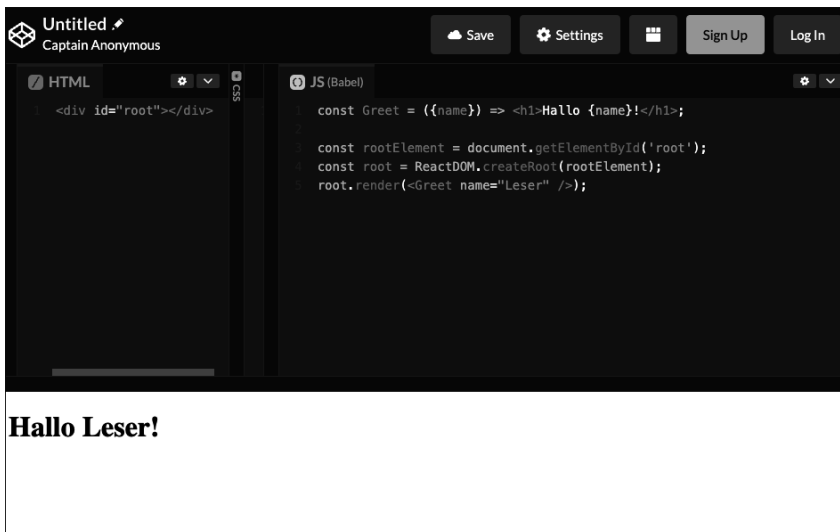 Untitled
Captain Anonymous
Save
Settings
Sign Up
Log In
HTML
1 <div id="root"></div>
CSS
JS (Babel)
1 const Greet = ({name}) => <h1>Hallo {name}!</h1>;
2
3 const rootElement = document.getElementById('root');
4 const root = ReactDOM.createRoot(rootElement);
5 root.render(<Greet name="Leser" />);
Hallo Leser!